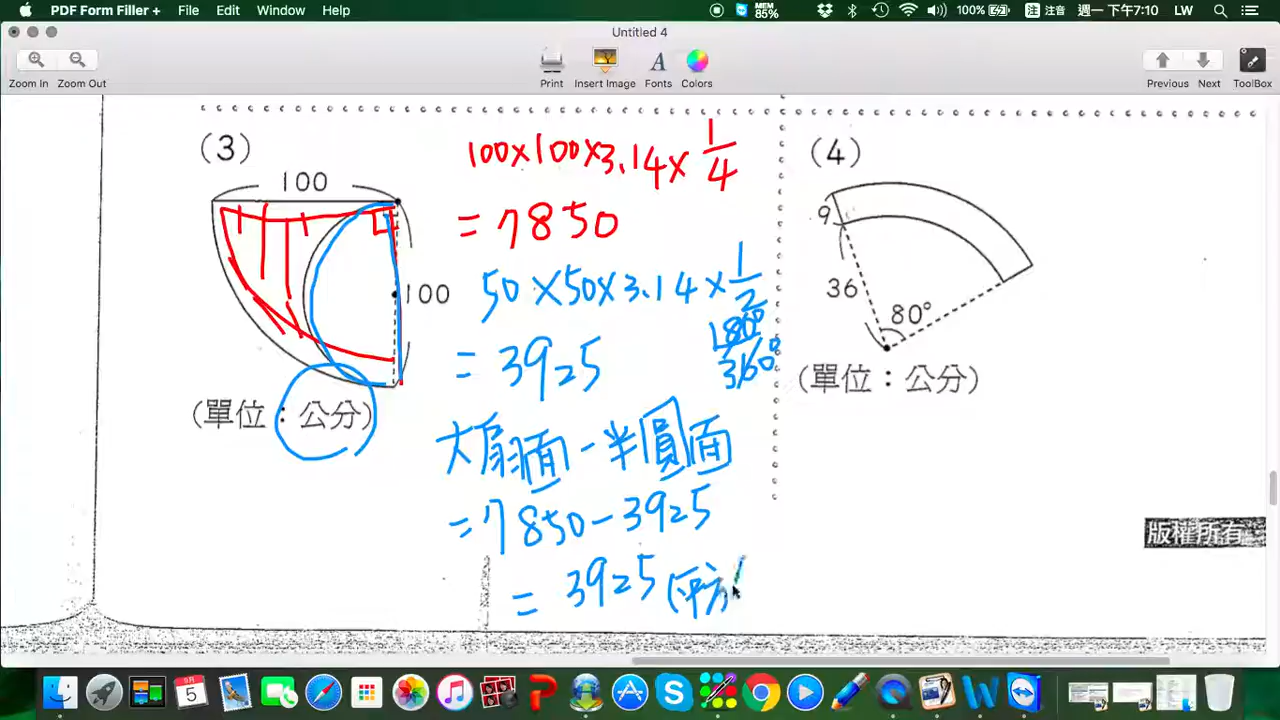 PDF Form Filler + File Edit Window Help MEM 85% 100% 注 注音 週一 下午7:10 LW
Untitled 4
Zoom In Zoom Out Print Insert Image Fonts Colors Previous Next ToolBox
(3)
100
100
(單位:公分)
100×100×3.14×1/4
=7850
50×50×3.14×1/2
180°
360°
=3925
大扇面-半圓面
=7850-3925
=3925(平方
(4)
9
36
80°
(單位:公分)
版權所有
5